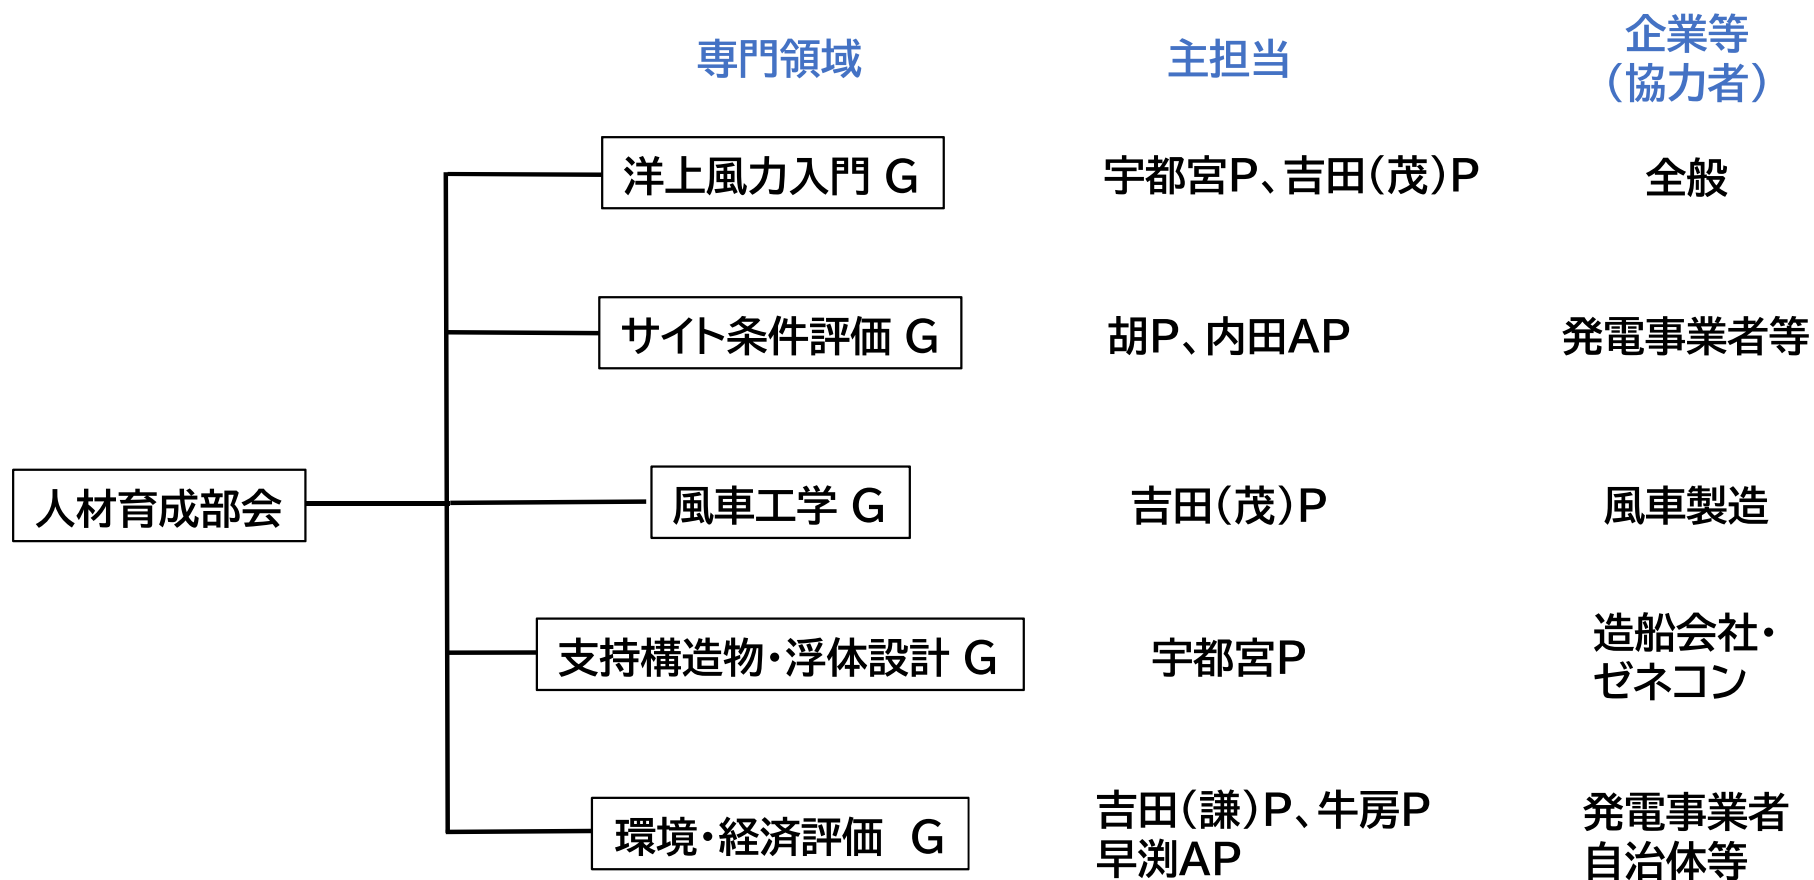 専門領域
主担当
企業等
（協力者）
洋上風力入門 G
宇都宮P、吉田（茂）P
全般
サイト条件評価 G
胡P、内田AP
発電事業者等
人材育成部会
風車工学 G
吉田（茂）P
風車製造
支持構造物・浮体設計 G
宇都宮P
造船会社・
ゼネコン
環境・経済評価 G
吉田（謙）P、牛房P
早渕AP
発電事業者
自治体等